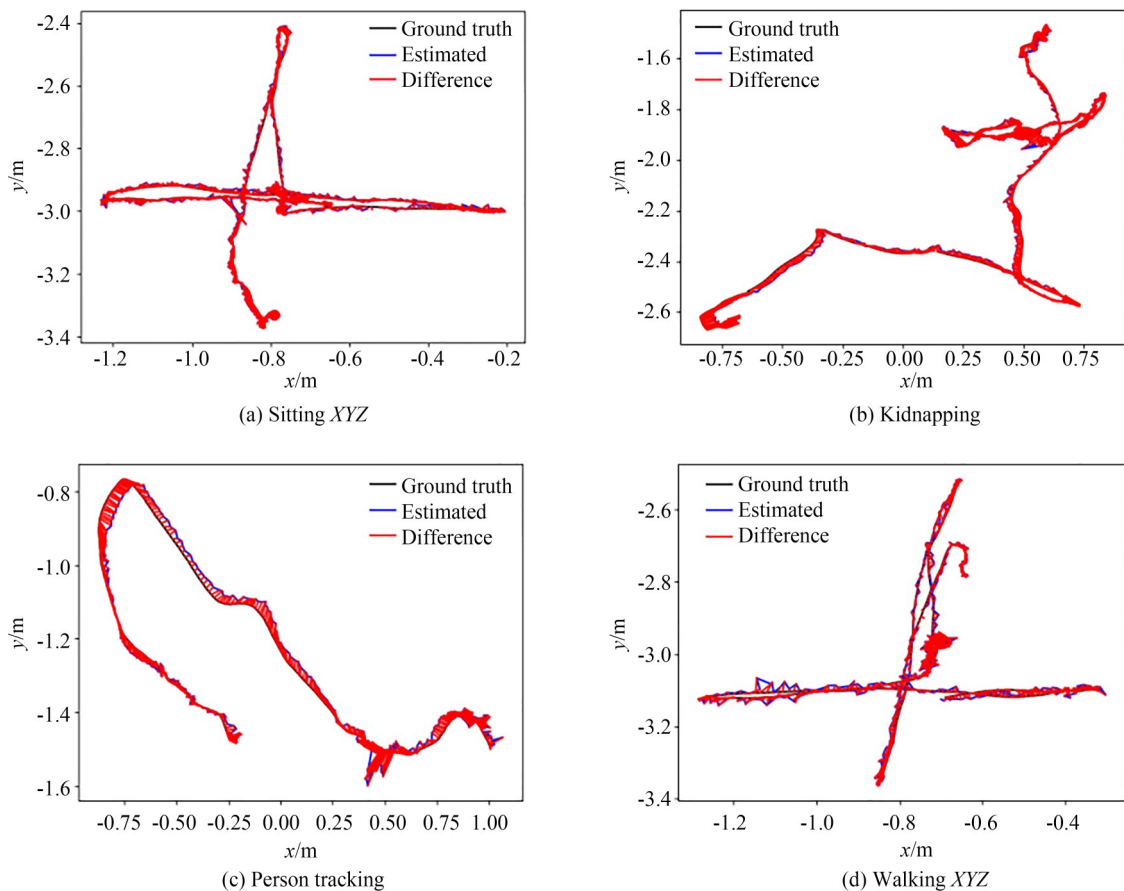 -2.4
-2.6
-2.8
-3.0
-3.2
-3.4
y/m
Ground truth
Estimated
Difference
-1.2 -1.0 -0.8 -0.6 -0.4 -0.2
x/m
(a) Sitting XYZ
-1.6
-1.8
-2.0
-2.2
-2.4
-2.6
y/m
Ground truth
Estimated
Difference
-0.75 -0.50 -0.25 0.00 0.25 0.50 0.75
x/m
(b) Kidnapping
-0.8
-1.0
-1.2
-1.4
-1.6
y/m
Ground truth
Estimated
Difference
-0.75 -0.50 -0.25 0.00 0.25 0.50 0.75 1.00
x/m
(c) Person tracking
-2.6
-2.8
-3.0
-3.2
-3.4
y/m
Ground truth
Estimated
Difference
-1.2 -1.0 -0.8 -0.6 -0.4
x/m
(d) Walking XYZ